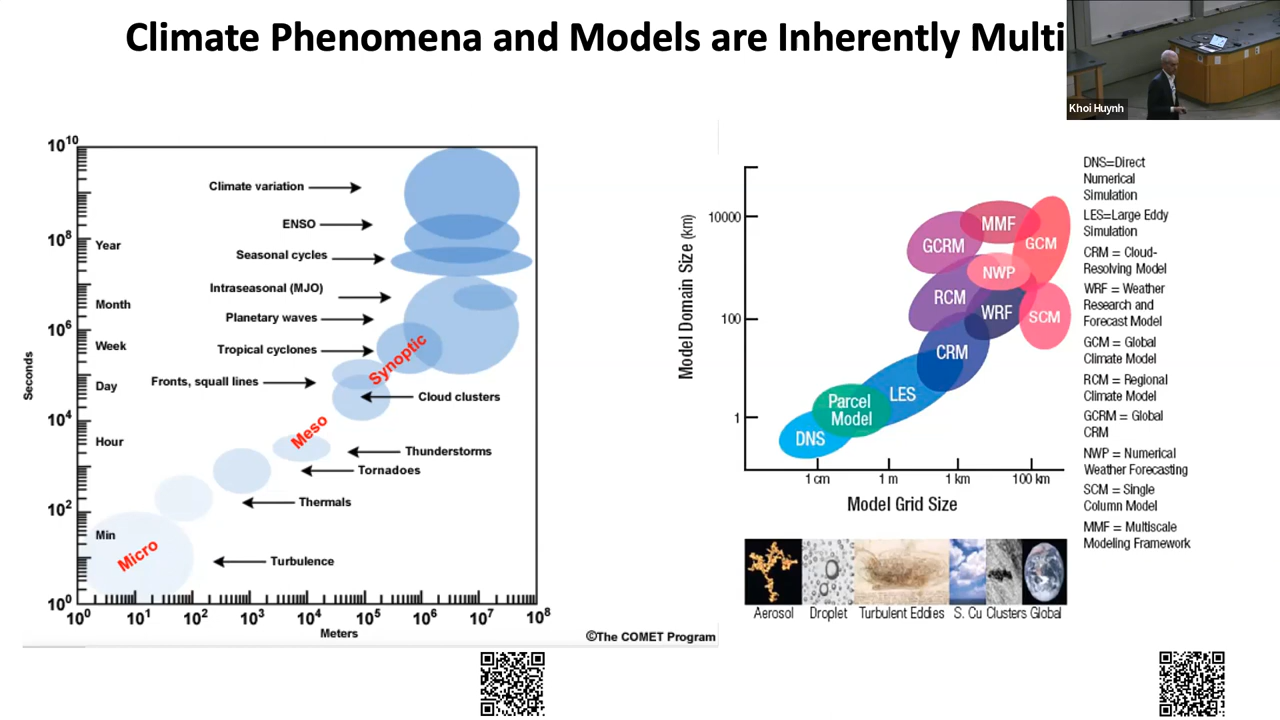 Climate Phenomena and Models are Inherently Multi
Khoi Huynh
10^10
10^8
10^6
10^4
10^2
10^0
Seconds
Year
Month
Week
Day
Hour
Min
Climate variation
ENSO
Seasonal cycles
Intraseasonal (MJO)
Planetary waves
Tropical cyclones
Fronts, squall lines
Cloud clusters
Thunderstorms
Tornadoes
Thermals
Turbulence
Synoptic
Meso
Micro
10^0 10^1 10^2 10^3 10^4 10^5 10^6 10^7 10^8
Meters
©The COMET Program
Model Domain Size (km)
10000
100
1
MMF
GCRM
GCM
NWP
RCM
WRF
SCM
CRM
LES
Parcel
Model
DNS
1 cm 1 m 1 km 100 km
Model Grid Size
Aerosol Droplet Turbulent Eddies S. Cu Clusters Global
DNS=Direct
Numerical
Simulation
LES=Large Eddy
Simulation
CRM = Cloud-
Resolving Model
WRF = Weather
Research and
Forecast Model
GCM = Global
Climate Model
RCM = Regional
Climate Model
GCRM = Global
CRM
NWP = Numerical
Weather Forecasting
SCM = Single
Column Model
MMF = Multiscale
Modeling Framework